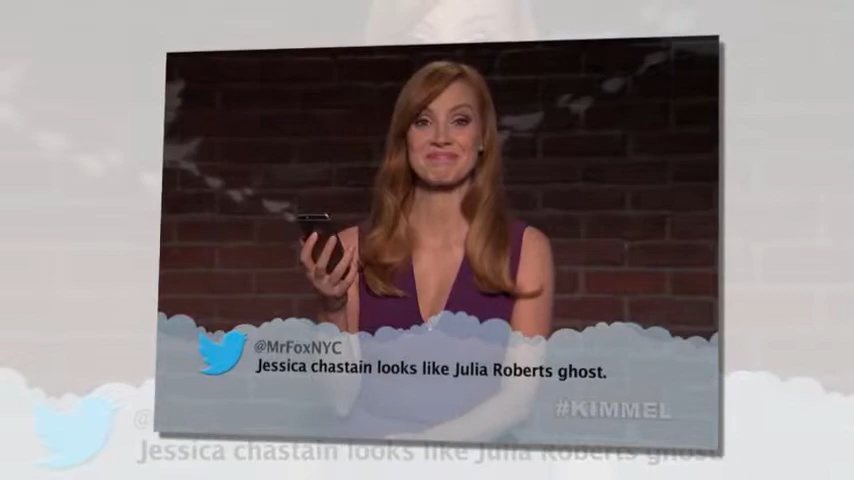 @MrFoxNYC
Jessica chastain looks like Julia Roberts ghost.
#KIMMEL
@
Jessica chastain looks like Julia Roberts ghost